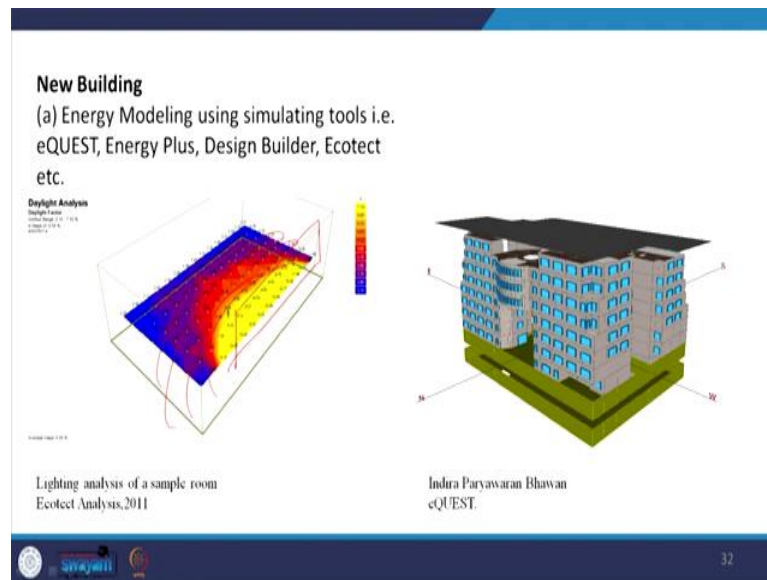 New Building
(a) Energy Modeling using simulating tools i.e.
eQUEST, Energy Plus, Design Builder, Ecotect
etc.
Daylight Analysis
Daylight Factor
Lighting analysis of a sample room
Ecotect Analysis,2011
Indira Paryawaran Bhawan
eQUEST.
swayam
32